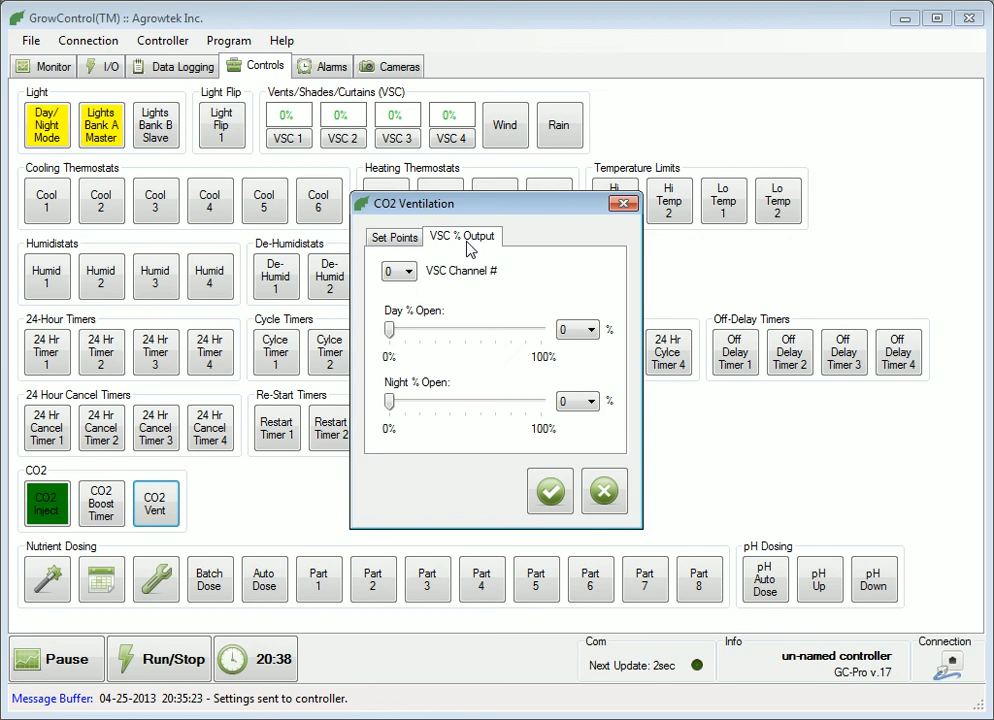 GrowControl(TM) :: Agrowtek Inc.
File Connection Controller Program Help
Monitor I/O Data Logging Controls Alarms Cameras
Light Light Flip Vents/Shades/Curtains (VSC)
Day/ Night Mode Lights Bank A Master Lights Bank B Slave Light Flip 1 0% VSC 1 0% VSC 2 0% VSC 3 0% VSC 4 Wind Rain
Cooling Thermostats Heating Thermostats Temperature Limits
Cool 1 Cool 2 Cool 3 Cool 4 Cool 5 Cool 6 Hi Temp 2 Lo Temp 1 Lo Temp 2
CO2 Ventilation
Set Points VSC % Output
0 VSC Channel #
Day % Open:
0 %
0% 100%
Night % Open:
0 %
0% 100%
Humidistats De-Humidistats
Humid 1 Humid 2 Humid 3 Humid 4 De- Humid 1 De- Humid 2
24-Hour Timers Cycle Timers Off-Delay Timers
24 Hr Timer 1 24 Hr Timer 2 24 Hr Timer 3 24 Hr Timer 4 Cylce Timer 1 Cylce Timer 2 24 Hr Cylce Timer 4 Off Delay Timer 1 Off Delay Timer 2 Off Delay Timer 3 Off Delay Timer 4
24 Hour Cancel Timers Re-Start Timers
24 Hr Cancel Timer 1 24 Hr Cancel Timer 2 24 Hr Cancel Timer 3 24 Hr Cancel Timer 4 Restart Timer 1 Restart Timer 2
CO2
CO2 Inject CO2 Boost Timer CO2 Vent
Nutrient Dosing pH Dosing
Batch Dose Auto Dose Part 1 Part 2 Part 3 Part 4 Part 5 Part 6 Part 7 Part 8 pH Auto Dose pH Up pH Down
Pause Run/Stop 20:38
Com Info Connection
Next Update: 2sec un-named controller
GC-Pro v.17
Message Buffer: 04-25-2013 20:35:23 - Settings sent to controller.